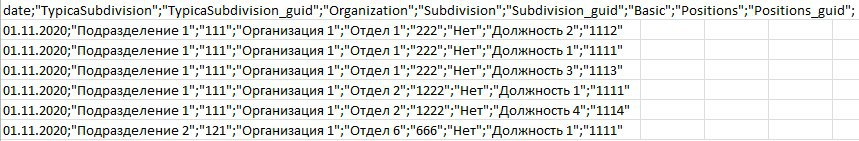 date;"TypicaSubdivision";"TypicaSubdivision_guid";"Organization";"Subdivision";"Subdivision_guid";"Basic";"Positions";"Positions_guid";
01.11.2020;"Подразделение 1";"111";"Организация 1";"Отдел 1";"222";"Нет";"Должность 2";"1112"
01.11.2020;"Подразделение 1";"111";"Организация 1";"Отдел 1";"222";"Нет";"Должность 1";"1111"
01.11.2020;"Подразделение 1";"111";"Организация 1";"Отдел 1";"222";"Нет";"Должность 3";"1113"
01.11.2020;"Подразделение 1";"111";"Организация 1";"Отдел 2";"1222";"Нет";"Должность 1";"1111"
01.11.2020;"Подразделение 1";"111";"Организация 1";"Отдел 2";"1222";"Нет";"Должность 4";"1114"
01.11.2020;"Подразделение 2";"121";"Организация 1";"Отдел 6";"666";"Нет";"Должность 1";"1111"